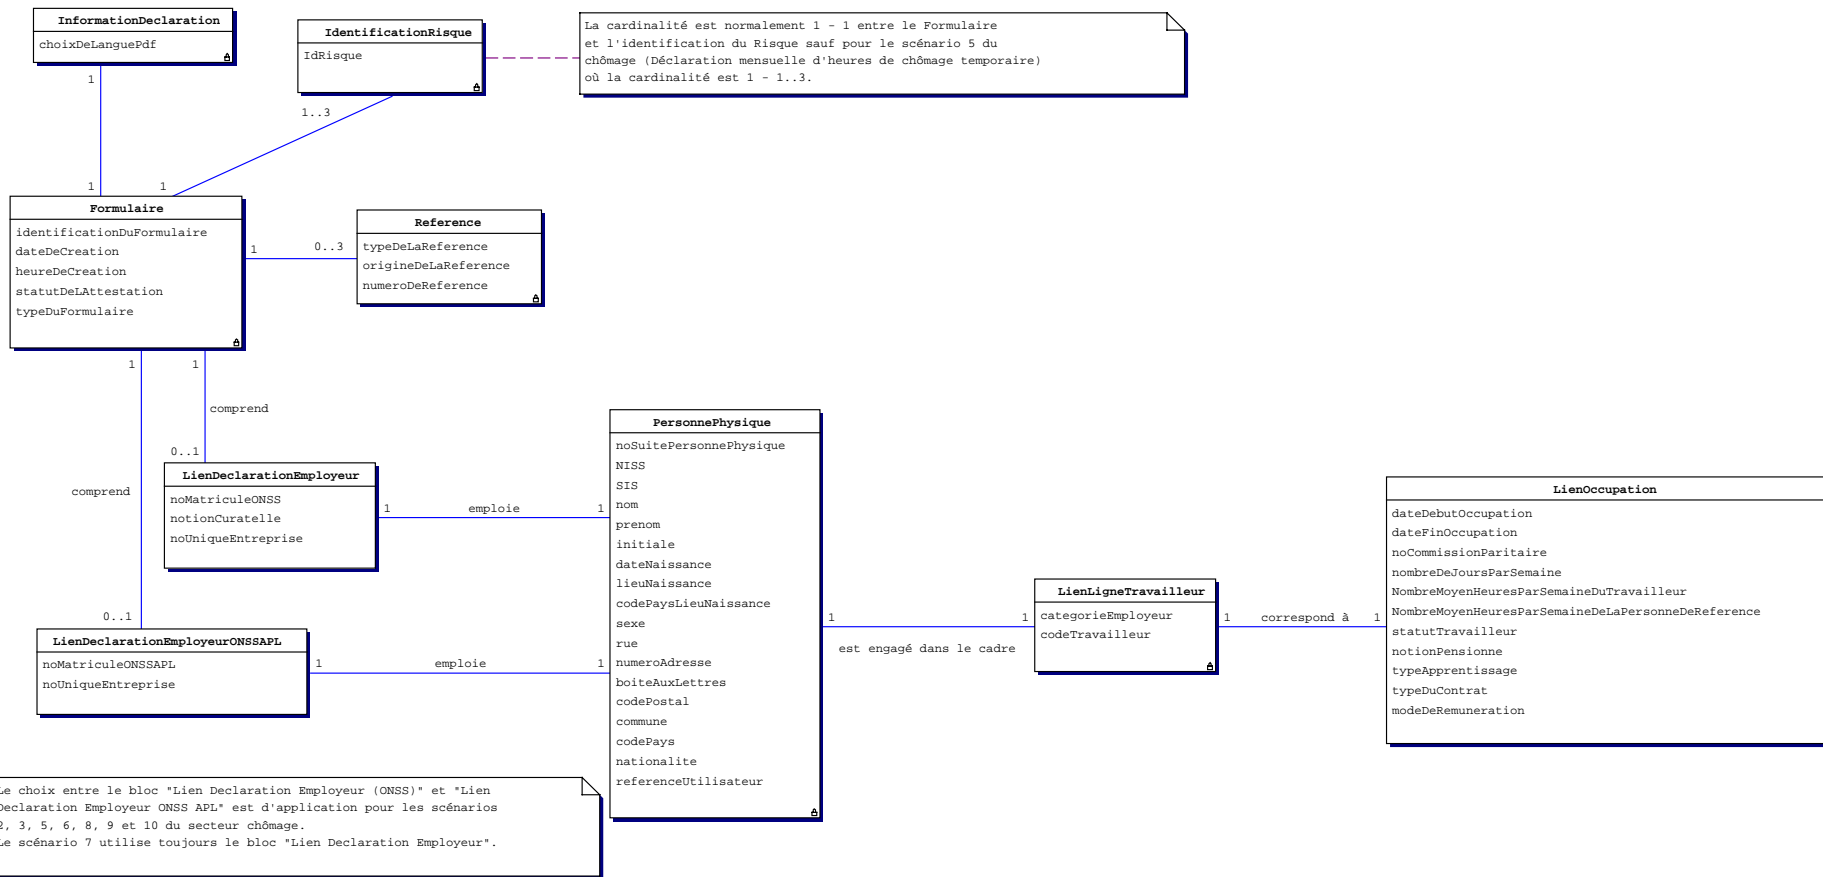 InformationDeclaration
choixDeLanguePdf
IdentificationRisque
IdRisque
La cardinalité est normalement 1 - 1 entre le Formulaire
et l'identification du Risque sauf pour le scénario 5 du
chômage (Déclaration mensuelle d'heures de chômage temporaire)
où la cardinalité est 1 - 1..3.
1
1..3
1
1
Formulaire
identificationDuFormulaire
dateDeCreation
heureDeCreation
statutDeLAttestation
typeDuFormulaire
1
0..3
Reference
typeDeLaReference
origineDeLaReference
numeroDeReference
1
1
comprend
0..1
comprend
LienDeclarationEmployeur
noMatriculeONSS
notionCuratelle
noUniqueEntreprise
1
emploie
1
0..1
LienDeclarationEmployeurONSSAPL
noMatriculeONSSAPL
noUniqueEntreprise
1
emploie
1
PersonnePhysique
noSuitePersonnePhysique
NISS
SIS
nom
prenom
initiale
dateNaissance
lieuNaissance
codePaysLieuNaissance
sexe
rue
numeroAdresse
boiteAuxLettres
codePostal
commune
codePays
nationalite
referenceUtilisateur
1
1
est engagé dans le cadre
LienLigneTravailleur
categorieEmployeur
codeTravailleur
1
correspond à
1
LienOccupation
dateDebutOccupation
dateFinOccupation
noCommissionParitaire
nombreDeJoursParSemaine
NombreMoyenHeuresParSemaineDuTravailleur
NombreMoyenHeuresParSemaineDeLaPersonneDeReference
statutTravailleur
notionPensionne
typeApprentissage
typeDuContrat
modeDeRemuneration
Le choix entre le bloc "Lien Declaration Employeur (ONSS)" et "Lien
Declaration Employeur ONSS APL" est d'application pour les scénarios
2, 3, 5, 6, 8, 9 et 10 du secteur chômage.
Le scénario 7 utilise toujours le bloc "Lien Declaration Employeur".